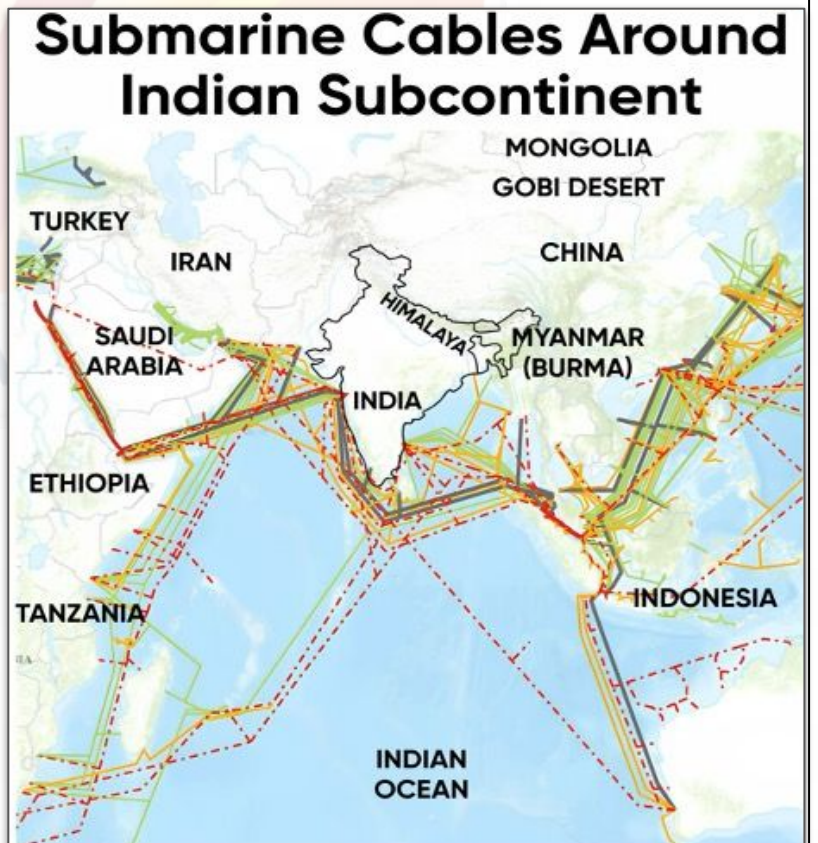 Submarine Cables Around
Indian Subcontinent
MONGOLIA
GOBI DESERT
TURKEY
CHINA
IRAN
HIMALAYA
SAUDI
ARABIA
MYANMAR
(BURMA)
INDIA
ETHIOPIA
INDONESIA
TANZANIA
INDIAN
OCEAN